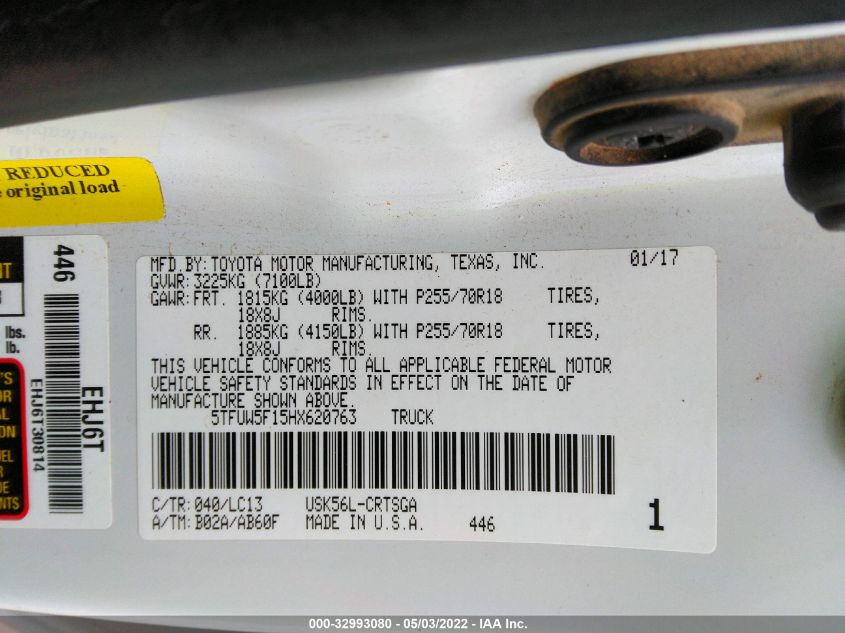 REDUCED
original load
446
EHJ6T
EHJ6T30814
lbs.
lb.
MFD.BY:TOYOTA MOTOR MANUFACTURING, TEXAS, INC. 01/17
GVWR:3225KG (7100LB)
GAWR:FRT. 1815KG (4000LB) WITH P255/70R18 TIRES,
18X8J RIMS.
RR. 1885KG (4150LB) WITH P255/70R18 TIRES,
18X8J RIMS.
THIS VEHICLE CONFORMS TO ALL APPLICABLE FEDERAL MOTOR
VEHICLE SAFETY STANDARDS IN EFFECT ON THE DATE OF
MANUFACTURE SHOWN ABOVE.
5TFUW5F15HX620763 TRUCK
C/TR:040/LC13 USK56L-CRTSGA
A/TM:B02A/AB60F MADE IN U.S.A. 446 1
000-32993080 - 05/03/2022 - IAA Inc.